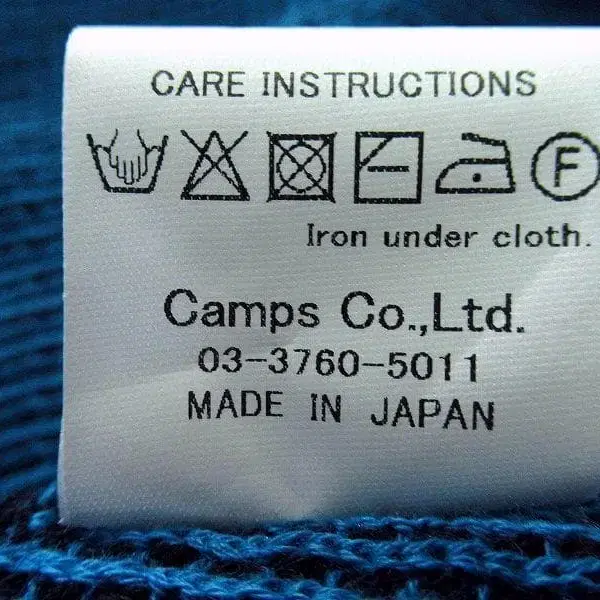 CARE INSTRUCTIONS
F
Iron under cloth.
Camps Co.,Ltd.
03-3760-5011
MADE IN JAPAN